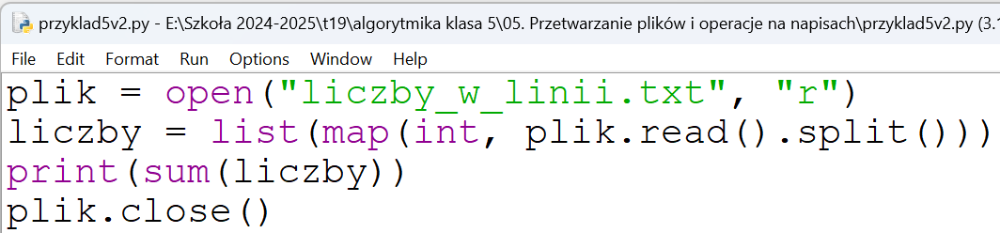 przyklad5v2.py - E:\Szkoła 2024-2025\t19\algorytmika klasa 5\05. Przetwarzanie plików i operacje na napisach\przyklad5v2.py (3.1
File Edit Format Run Options Window Help
plik = open("liczby_w_linii.txt", "r")
liczby = list(map(int, plik.read().split()))
print(sum(liczby))
plik.close()